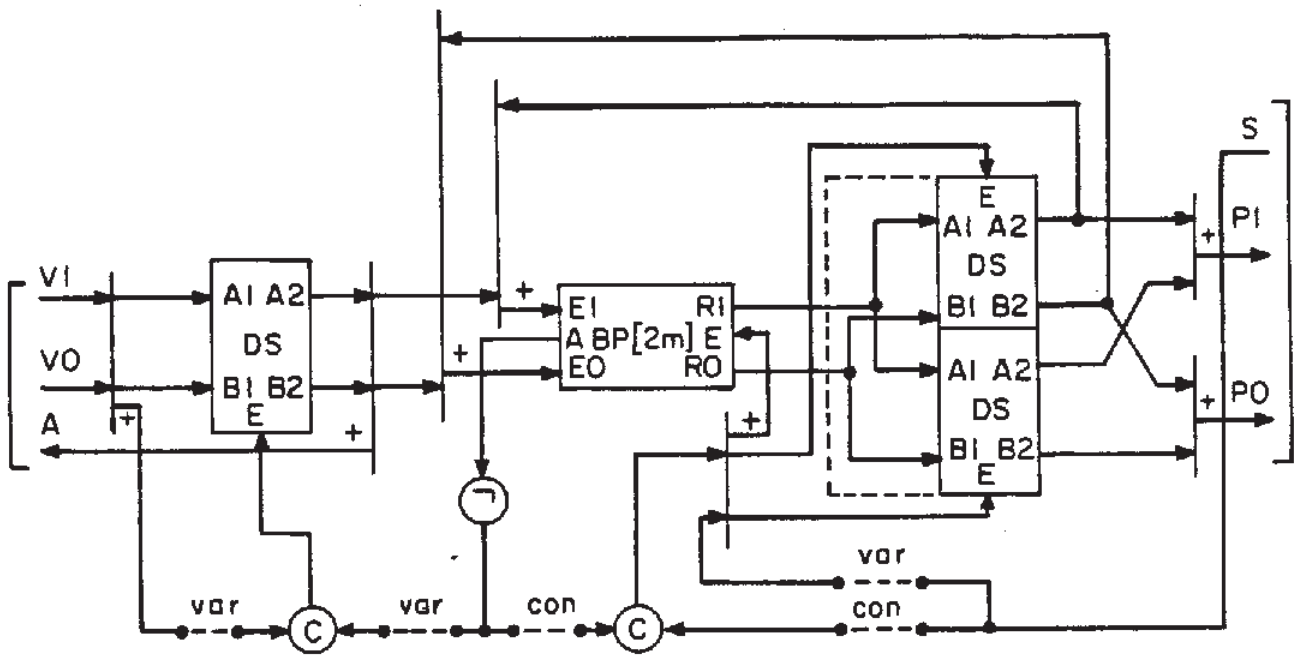 S
E
P1
V1
A1 A2
+
A1 A2
DS
+
E1
R1
B1 B2
DS
A BP[2m] E
V0
+
E0
R0
A1 A2
B1 B2
DS
P0
E
+
A
+
+
+
B1 B2
E
¬
var
var
var
con
con
C
C